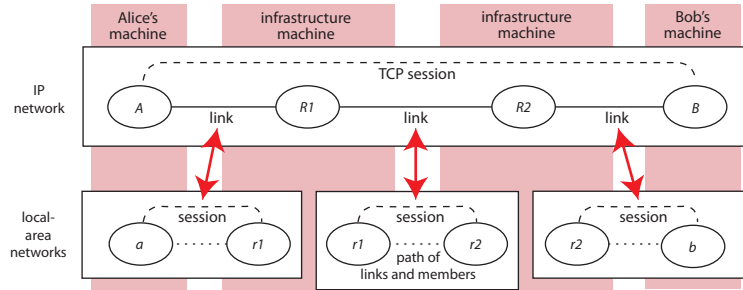 Alice's
machine
infrastructure
machine
infrastructure
machine
Bob's
machine
IP
network
TCP session
A
R1
R2
B
link
link
link
local-
area
networks
session
session
session
a
r1
r1
r2
r2
b
path of
links and members